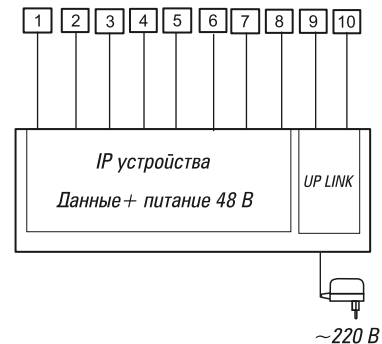 1 2 3 4 5 6 7 8 9 10
IP устройства
Данные+ питание 48 В
UP LINK
~220 В